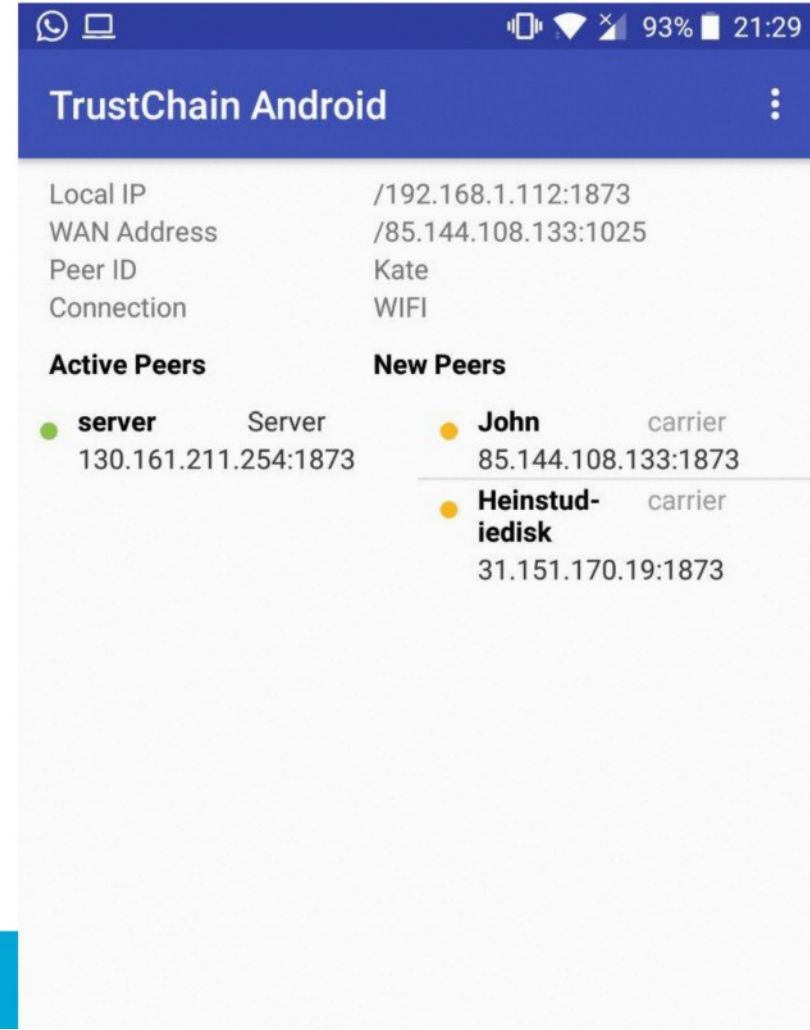 93% 21:29
TrustChain Android
Local IP /192.168.1.112:1873
WAN Address /85.144.108.133:1025
Peer ID Kate
Connection WIFI
Active Peers New Peers
server Server
130.161.211.254:1873
John carrier
85.144.108.133:1873
Heinstud- carrier
iedisk
31.151.170.19:1873